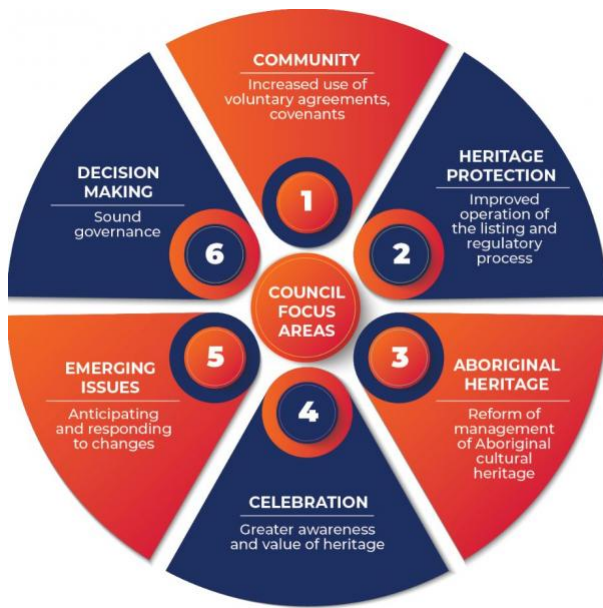 COUNCIL
FOCUS
AREAS
1
COMMUNITY
Increased use of
voluntary agreements,
covenants
2
HERITAGE
PROTECTION
Improved
operation of
the listing and
regulatory
process
3
ABORIGINAL
HERITAGE
Reform of
management
of Aboriginal
cultural
heritage
4
CELEBRATION
Greater awareness
and value of heritage
5
EMERGING
ISSUES
Anticipating
and responding
to changes
6
DECISION
MAKING
Sound
governance